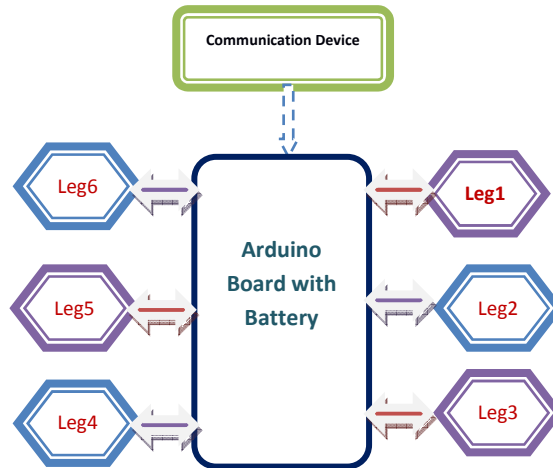 Communication Device
Leg6
Leg1
Arduino
Board with
Battery
Leg5
Leg2
Leg4
Leg3